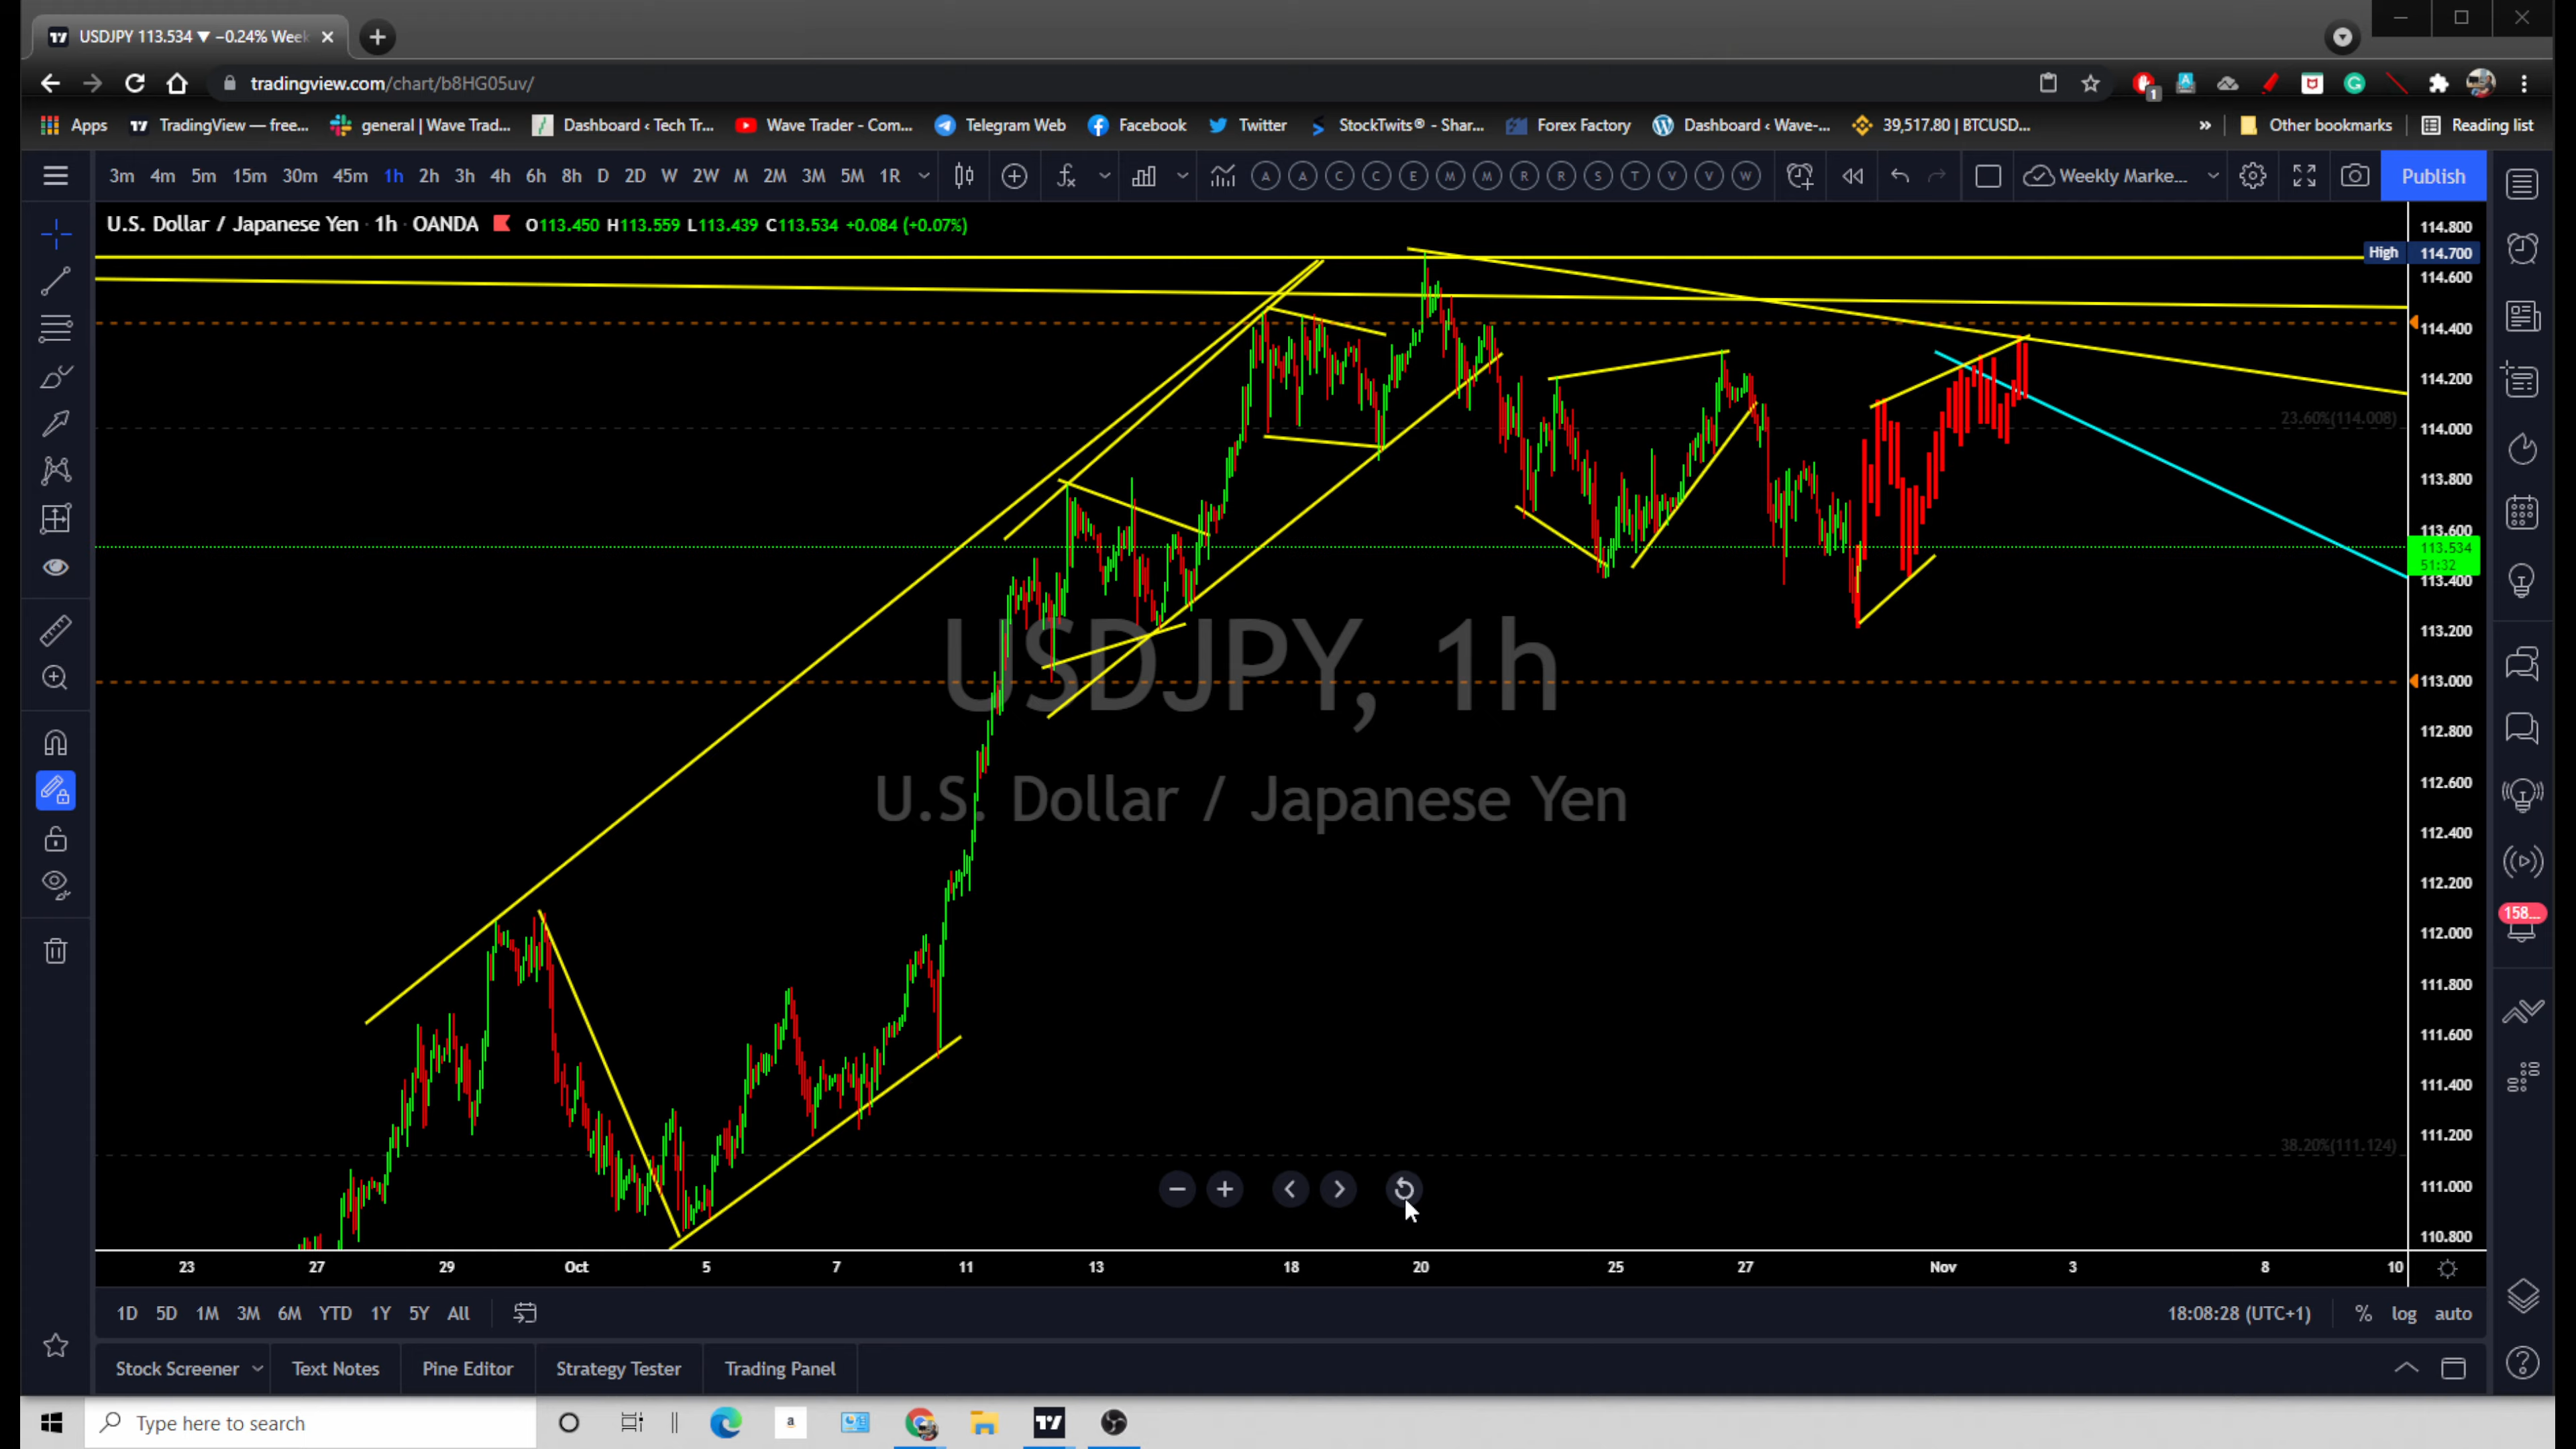 USDJPY 113.534 ▼ −0.24% Week
tradingview.com/chart/b8HG05uv/
1
Apps
TradingView — free...
general | Wave Trad...
Dashboard ‹ Tech Tr...
Wave Trader - Com...
Telegram Web
Facebook
Twitter
StockTwits® - Shar...
Forex Factory
Dashboard ‹ Wave-...
39,517.80 | BTCUSD...
»
Other bookmarks
Reading list
3m 4m 5m 15m 30m 45m 1h 2h 3h 4h 6h 8h D 2D W 2W M 2M 3M 5M 1R
A A C C E M M R R S T V V W
Weekly Marke...
Publish
U.S. Dollar / Japanese Yen · 1h · OANDA O113.450 H113.559 L113.439 C113.534 +0.084 (+0.07%)
114.800
High 114.700
114.600
114.400
114.200
23.60%(114.008)
114.000
113.800
113.600
113.534
51:32
113.400
113.200
113.000
112.800
112.600
112.400
112.200
112.000
111.800
111.600
111.400
111.200
38.20%(111.124)
111.000
110.800
USDJPY, 1h
U.S. Dollar / Japanese Yen
158...
23 27 29 Oct 5 7 11 13 18 20 25 27 Nov 3 8 10
1D 5D 1M 3M 6M YTD 1Y 5Y All
18:08:28 (UTC+1) % log auto
Stock Screener Text Notes Pine Editor Strategy Tester Trading Panel
Type here to search
a